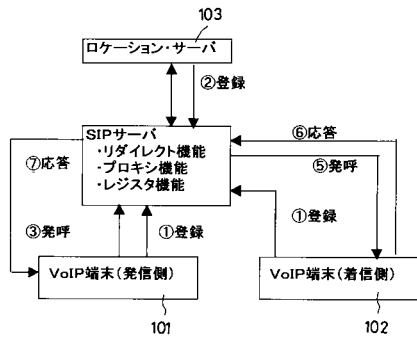 103
ロケーション・サーバ
②登録
SIPサーバ
・リダイレクト機能
・プロキシ機能
・レジスタ機能
⑥応答
⑦応答
⑤発呼
③発呼
①登録
①登録
VoIP端末(発信側)
VoIP端末(着信側)
101
102